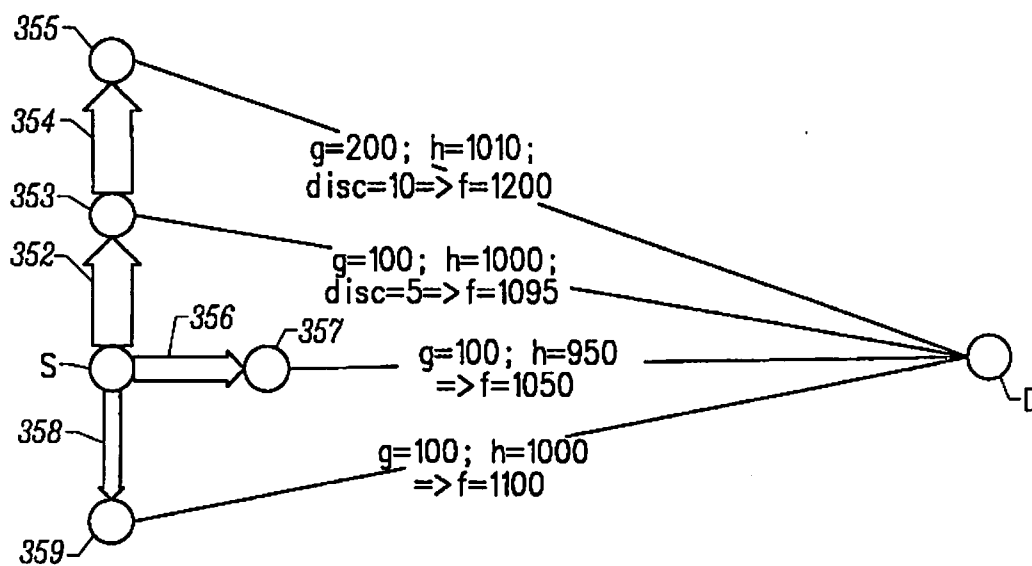 355
354
g=200; h=1010;
disc=10=>f=1200
353
352
g=100; h=1000;
disc=5=>f=1095
356
357
S
g=100; h=950
=>f=1050
D
358
g=100; h=1000
=>f=1100
359